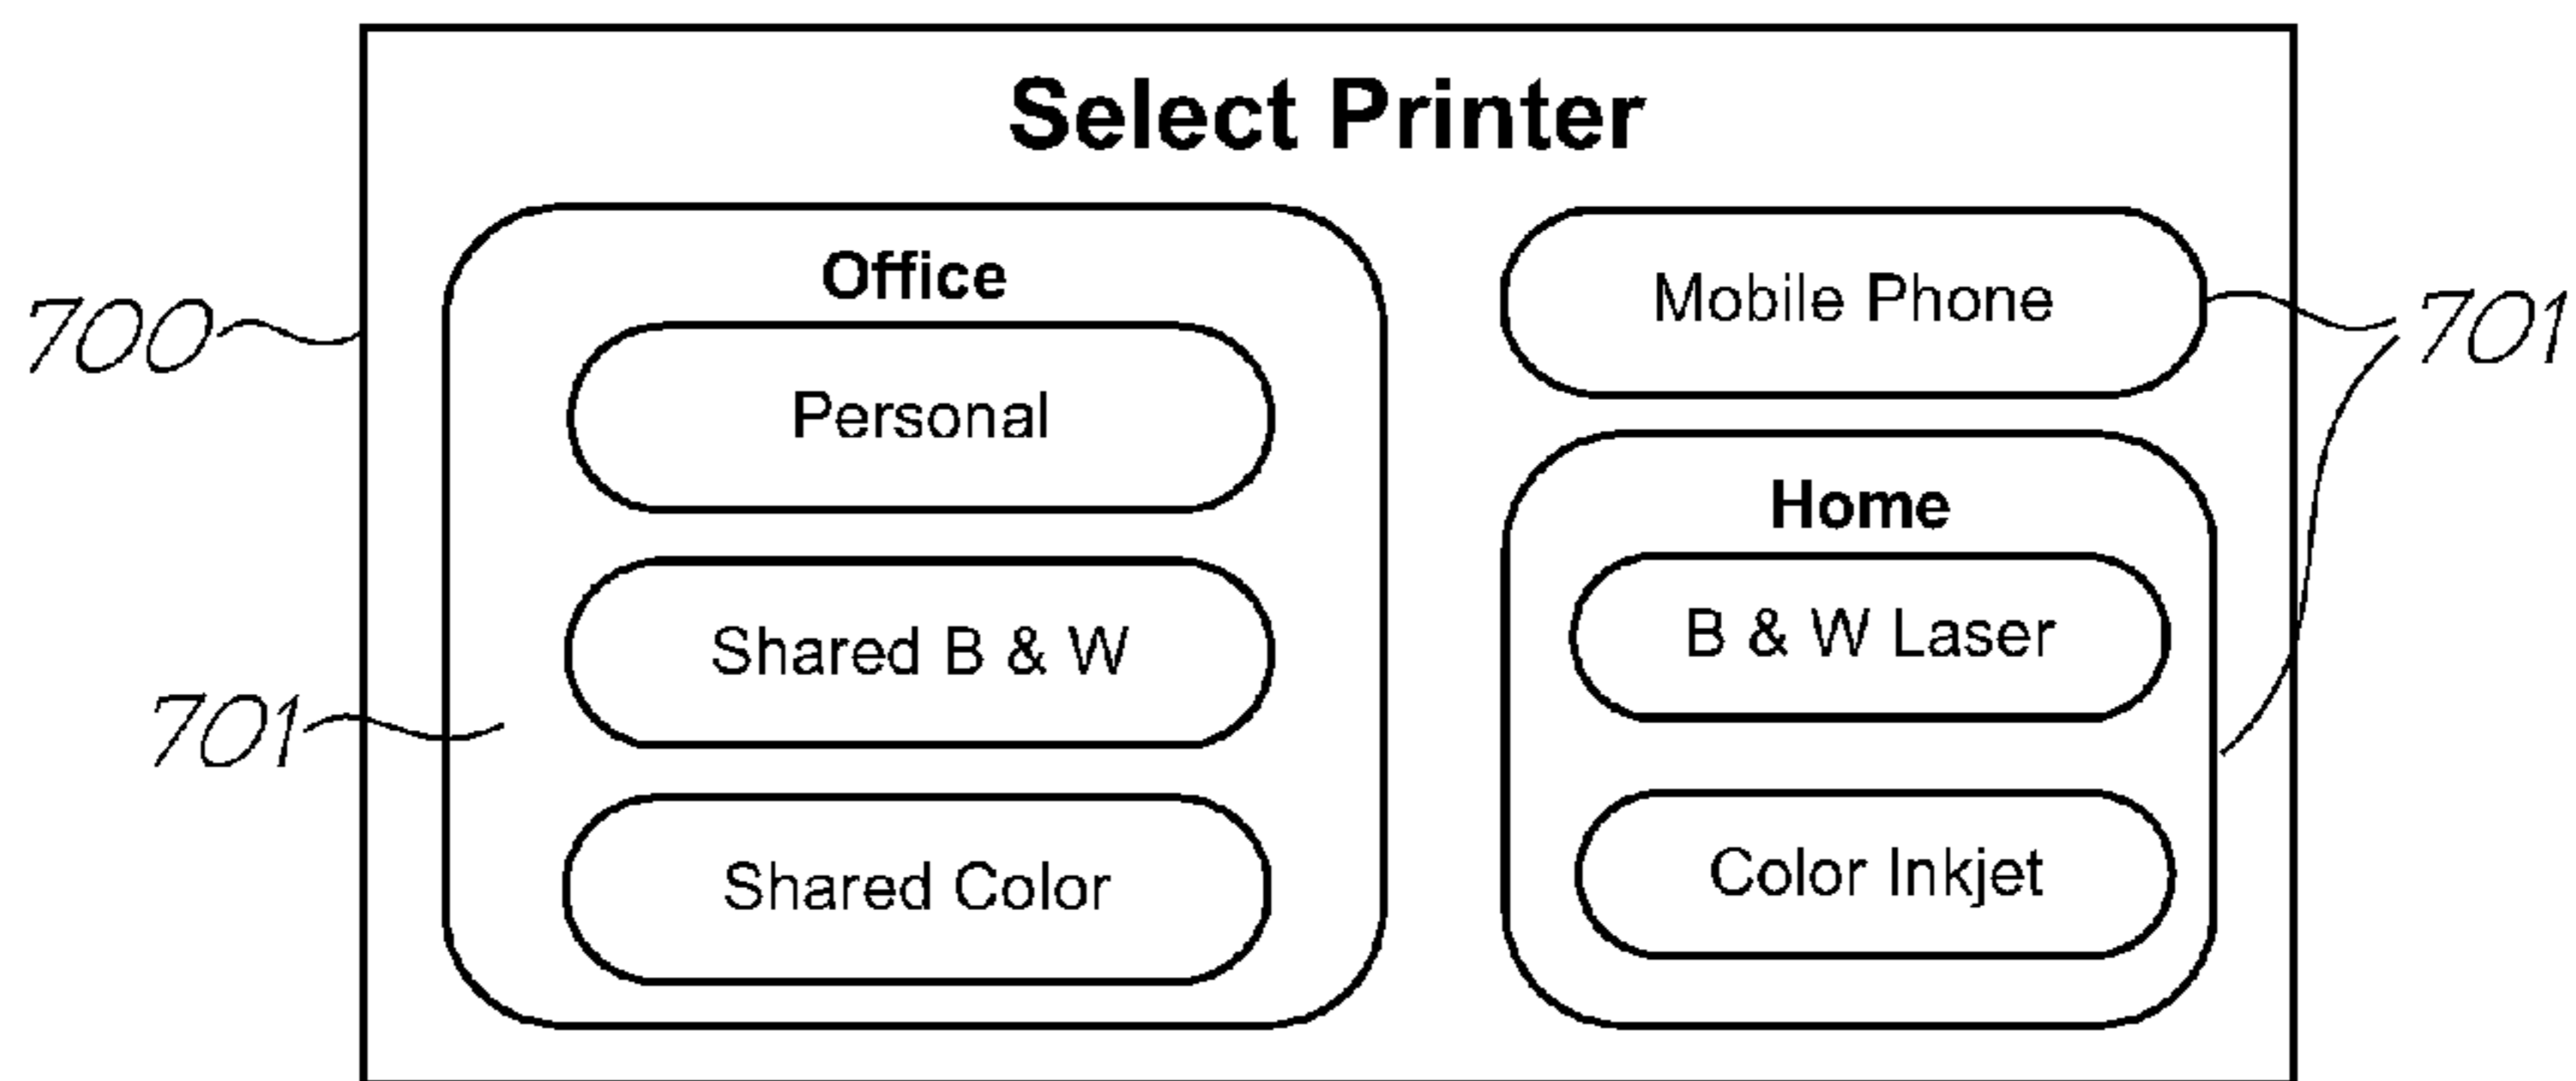 Select Printer
700
701
Office
Personal
Shared B & W
Shared Color
Mobile Phone
701
Home
B & W Laser
Color Inkjet